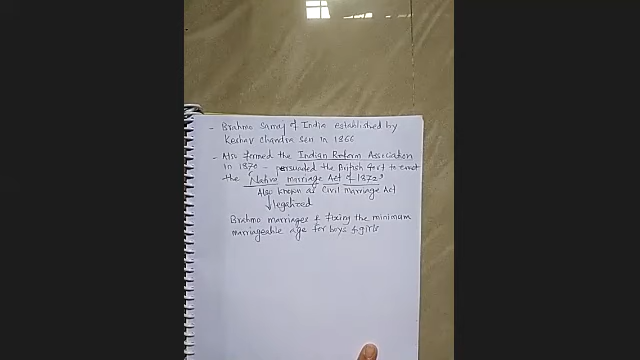 - Brahmo Samaj of India established by
Keshav Chandra Sen in 1866
- Also formed the Indian Reform Association
in 1870 - persuaded the British Govt to enact
the "Native marriage Act of 1872"
Also known as Civil Marriage Act
↓ legalized
Brahmo marriages & fixing the minimum
marriageable age for boys & girls